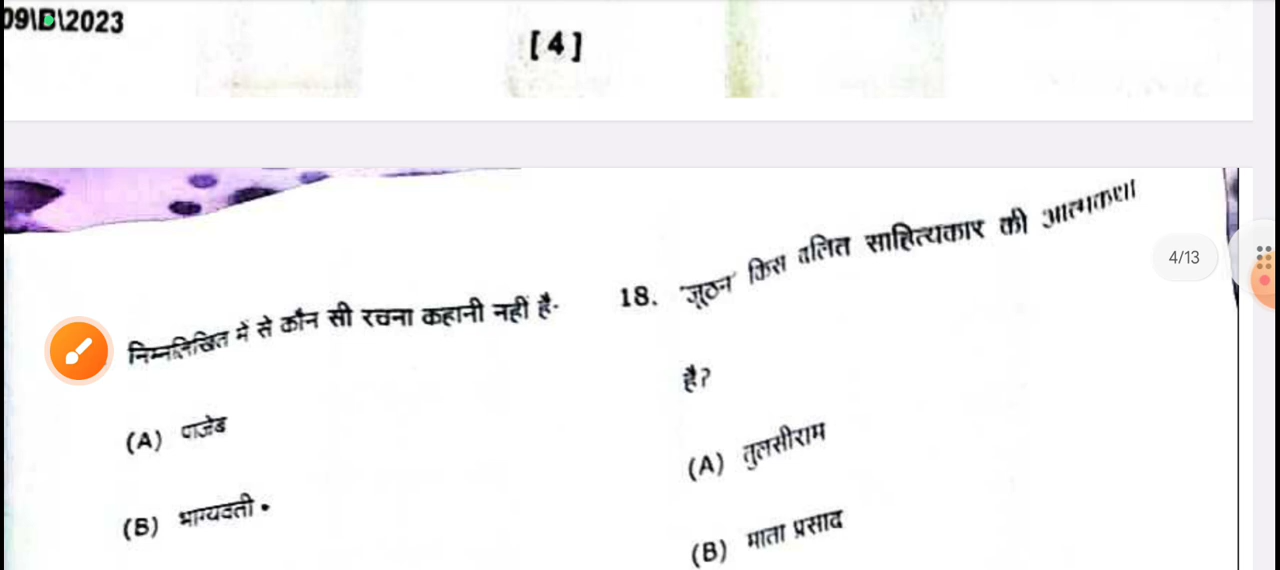 09\B\2023
[ 4 ]
4/13
निम्नलिखित में से कौन सी रचना कहानी नहीं है-
(A) पाजेब
(B) भाग्यवती
18. 'जूठन' किस दलित साहित्यकार की आत्मकथा
है?
(A) तुलसीराम
(B) माता प्रसाद